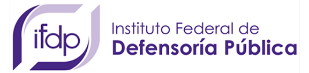 ifdp
Instituto Federal de
Defensoría Pública